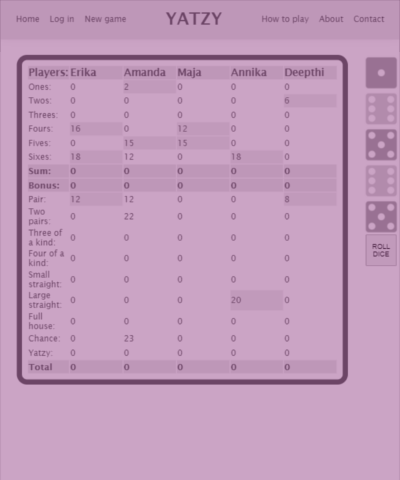 Home Log in New game YATZY How to play About Contact
Players: Erika Amanda Maja Annika Deepthi
Ones: 0 2 0 0 0
Twos: 0 0 0 0 6
Threes: 0 0 0 0 0
Fours: 16 0 12 0 0
Fives: 0 15 15 0 0
Sixes: 18 12 0 18 0
Sum: 0 0 0 0 0
Bonus: 0 0 0 0 0
Pair: 12 12 0 0 8
Two pairs: 0 22 0 0 0
Three of a kind: 0 0 0 0 0
Four of a kind: 0 0 0 0 0
Small straight: 0 0 0 0 0
Large straight: 0 0 0 20 0
Full house: 0 0 0 0 0
Chance: 0 23 0 0 0
Yatzy: 0 0 0 0 0
Total 0 0 0 0 0
ROLL
DICE